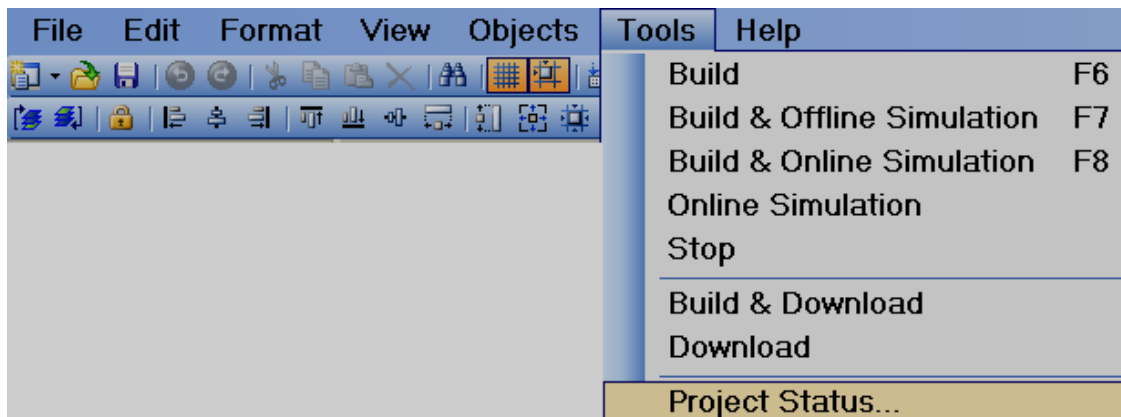 File Edit Format View Objects Tools Help
Build F6
Build & Offline Simulation F7
Build & Online Simulation F8
Online Simulation
Stop
Build & Download
Download
Project Status...